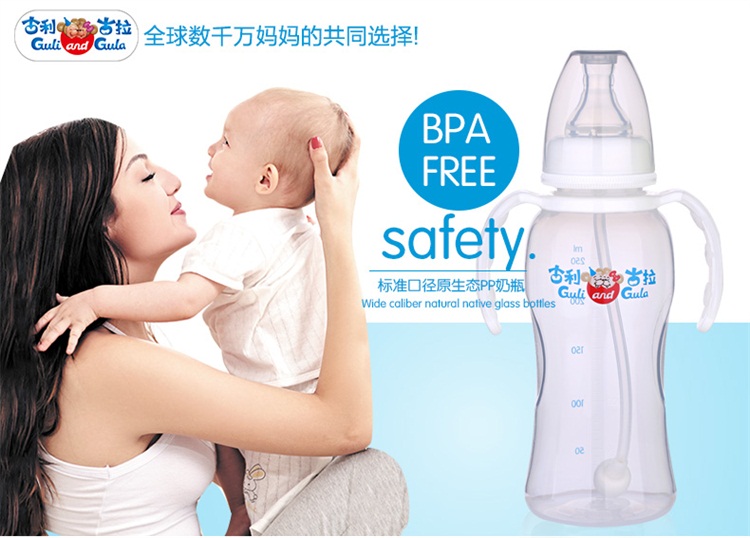 古利 古拉
Guli and Gula
全球数千万妈妈的共同选择!
BPA
FREE
safety.
标准口径原生态PP奶瓶
Wide caliber natural native glass bottles
ml
250
古利 古拉
Guli and Gula
200
150
100
50